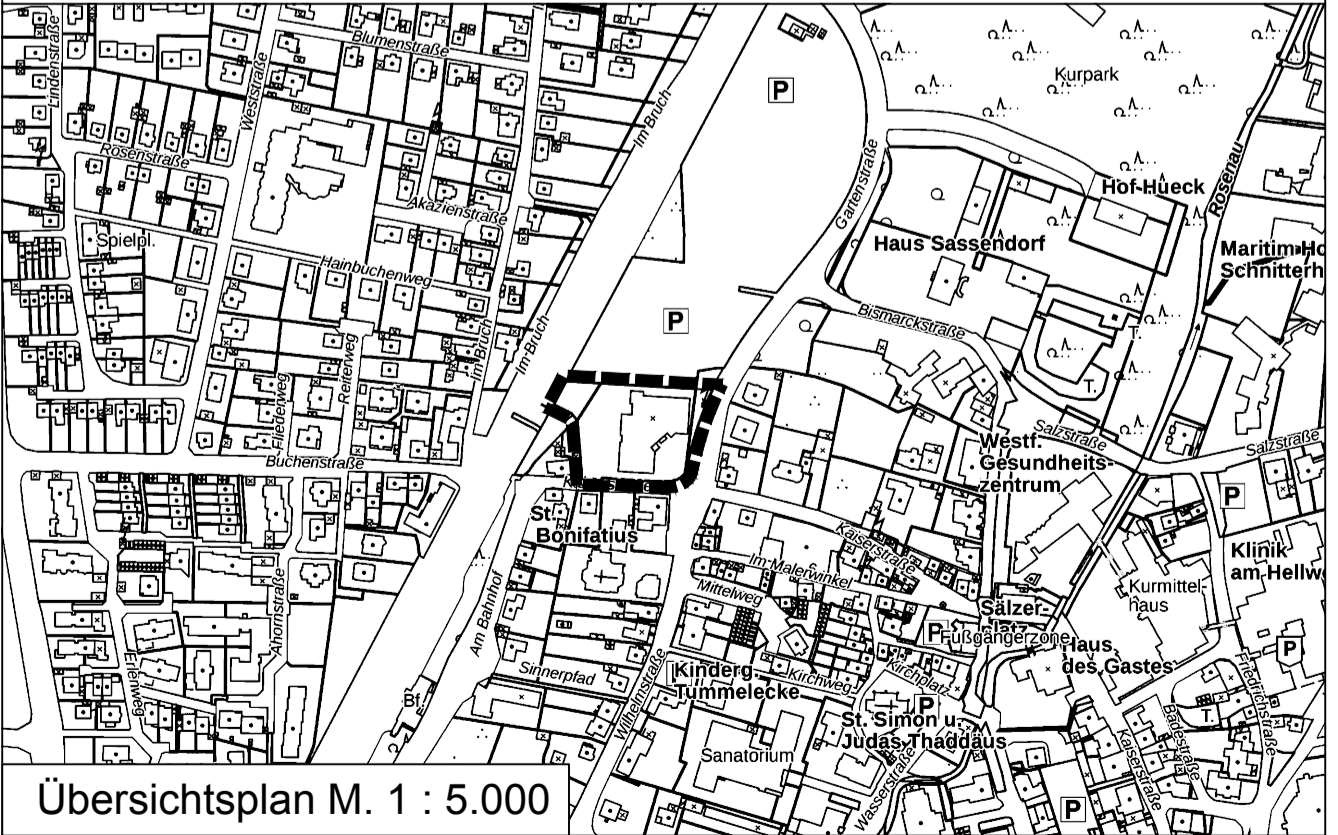 Blumenstraße
Lindenstraße
Weststraße
Im Bruch
P
Kurpark
Rosenstraße
Gartenstraße
Rosenau
Hof Hueck
Akazienstraße
Spielpl.
Haus Sassendorf
Maritim Ho
Schnitterh
Hainbuchenweg
P
Bismarckstraße
T.
Im Bruch
Im Bruch
Reiherweg
Fliederweg
T.
Salzstraße
Salzstraße
Westf.
Gesundheits-
zentrum
Buchenstraße
P
St.
Bonifatius
Kaiserstraße
Klinik
am Hellwe
Im Malerwinkel
Mittelweg
Kurmittel-
haus
Ahornstraße
Am Bahnhof
Sälzer-
platz
P
Fußgängerzone
Haus
des Gastes
P
Sinnerpfad
Wilhelmstraße
Kinderg.
Tummelecke
Kirchweg
Kirchplatz
Erlenweg
Bf.
P
St. Simon u.
Judas Thaddäus
T.
Friedrichstraße
Badestraße
Kaiserstraße
Sanatorium
Wasserstraße
P
Übersichtsplan M. 1 : 5.000